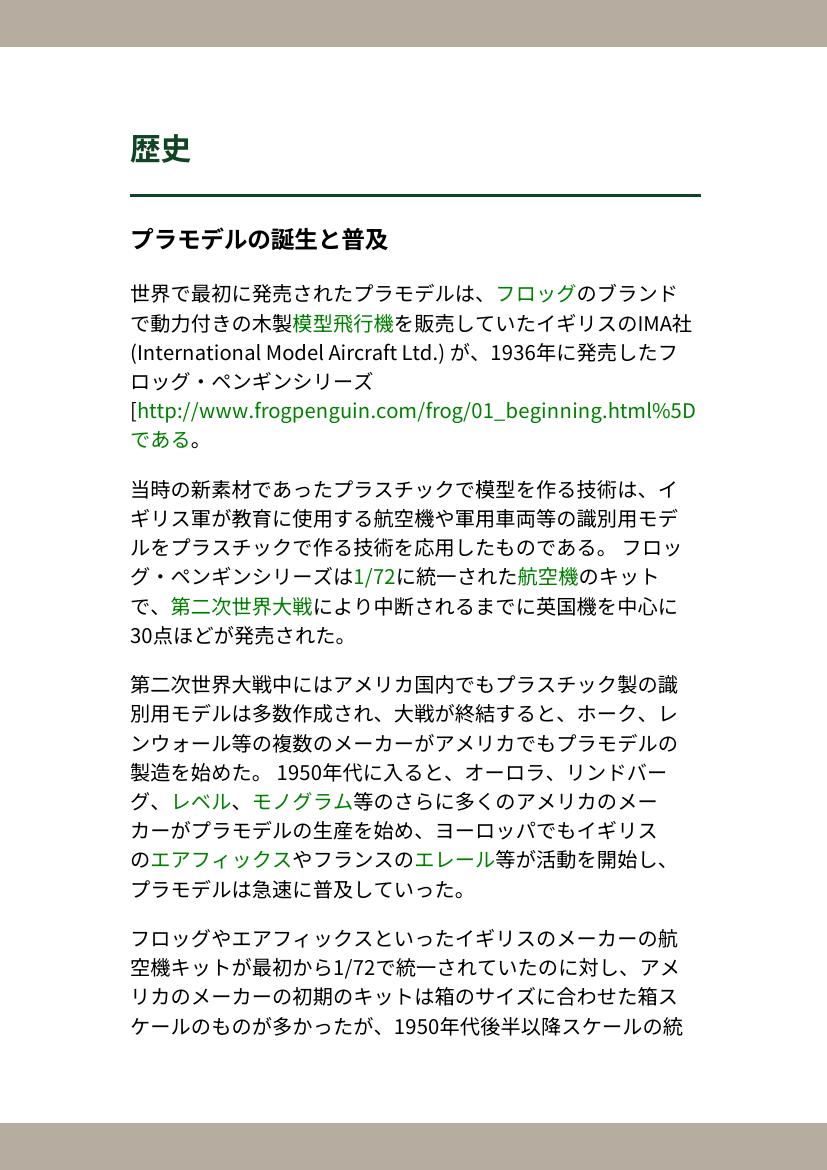 歴史
プラモデルの誕生と普及
世界で最初に発売されたプラモデルは、フロッグのブランド
で動力付きの木製模型飛行機を販売していたイギリスのIMA社
(International Model Aircraft Ltd.) が、1936年に発売したフ
ロッグ・ペンギンシリーズ
[http://www.frogpenguin.com/frog/01_beginning.html%5D
である。
当時の新素材であったプラスチックで模型を作る技術は、イ
ギリス軍が教育に使用する航空機や軍用車両等の識別用モデ
ルをプラスチックで作る技術を応用したものである。 フロッ
グ・ペンギンシリーズは1/72に統一された航空機のキット
で、第二次世界大戦により中断されるまでに英国機を中心に
30点ほどが発売された。
第二次世界大戦中にはアメリカ国内でもプラスチック製の識
別用モデルは多数作成され、大戦が終結すると、ホーク、レ
ンウォール等の複数のメーカーがアメリカでもプラモデルの
製造を始めた。 1950年代に入ると、オーロラ、リンドバー
グ、レベル、モノグラム等のさらに多くのアメリカのメー
カーがプラモデルの生産を始め、ヨーロッパでもイギリス
のエアフィックスやフランスのエレール等が活動を開始し、
プラモデルは急速に普及していった。
フロッグやエアフィックスといったイギリスのメーカーの航
空機キットが最初から1/72で統一されていたのに対し、アメ
リカのメーカーの初期のキットは箱のサイズに合わせた箱ス
ケールのものが多かったが、1950年代後半以降スケールの統